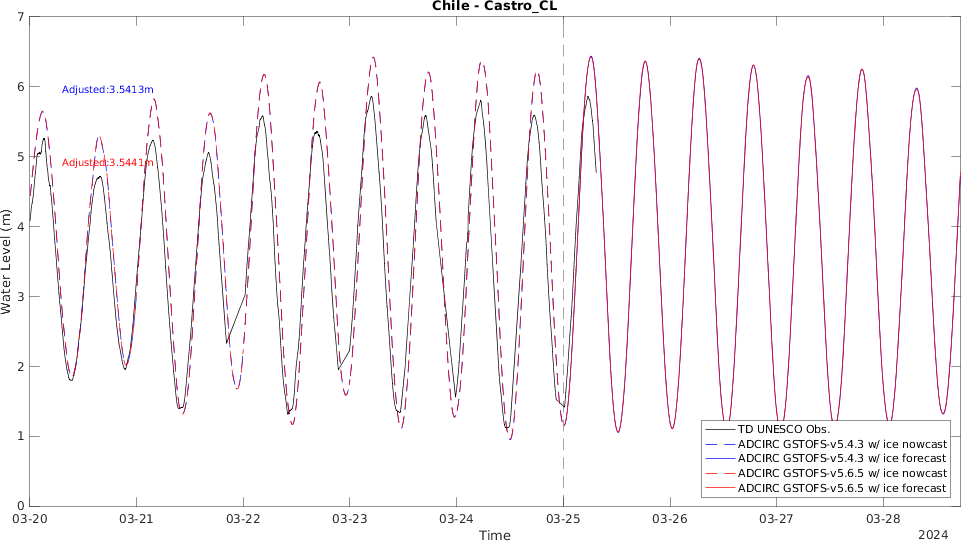 Chile - Castro_CL
7
6
5
4
3
2
1
0
Water Level (m)
Adjusted:3.5413m
Adjusted:3.5441m
TD UNESCO Obs.
ADCIRC GSTOFS-v5.4.3 w/ ice nowcast
ADCIRC GSTOFS-v5.4.3 w/ ice forecast
ADCIRC GSTOFS-v5.6.5 w/ ice nowcast
ADCIRC GSTOFS-v5.6.5 w/ ice forecast
03-20 03-21 03-22 03-23 03-24 03-25 03-26 03-27 03-28
Time
2024